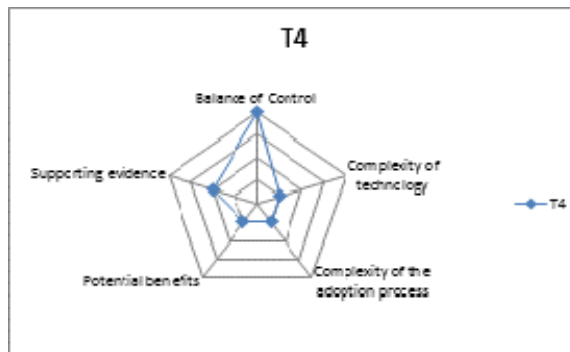 T4
Balance of Control
Supporting evidence
Complexity of
technology
T4
Potential benefits
Complexity of the
adoption process